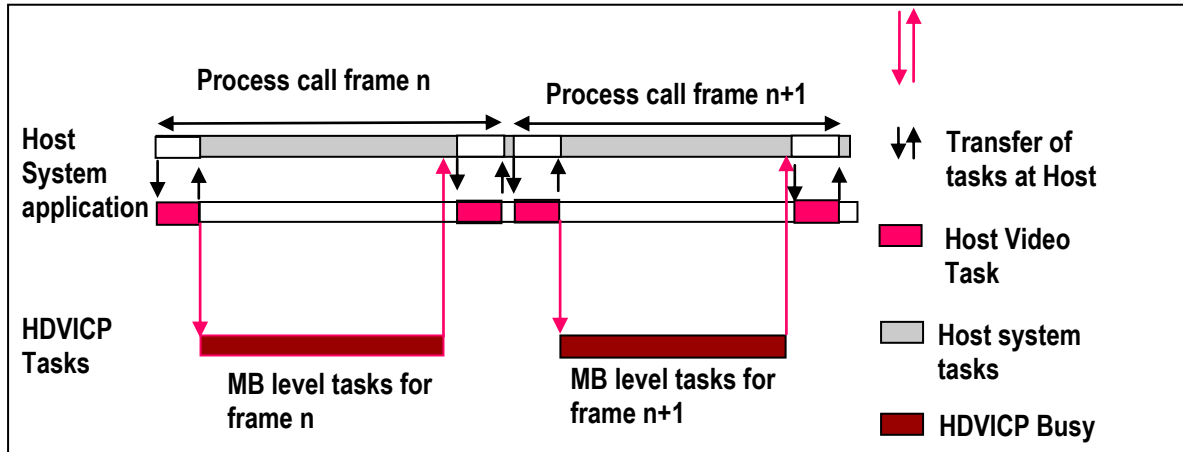 Process call frame n
Process call frame n+1
Host
System
application
HDVICP
Tasks
MB level tasks for
frame n
MB level tasks for
frame n+1
Transfer of
tasks at Host
Host Video
Task
Host system
tasks
HDVICP Busy